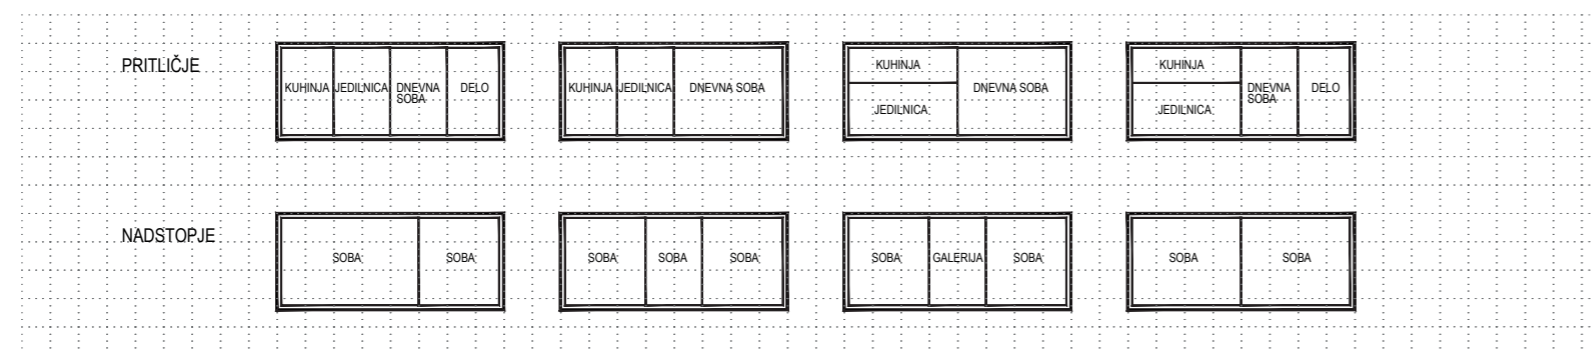 PRITLIČJE
KUHINJA JEDILNICA DNEVNA SOBA DELO
KUHINJA JEDILNICA DNEVNA SOBA
KUHINJA
JEDILNICA
DNEVNA SOBA
KUHINJA
JEDILNICA
DNEVNA
SOBA
DELO
NADSTOPJE
SOBA SOBA
SOBA SOBA SOBA
SOBA GALERIJA SOBA
SOBA SOBA